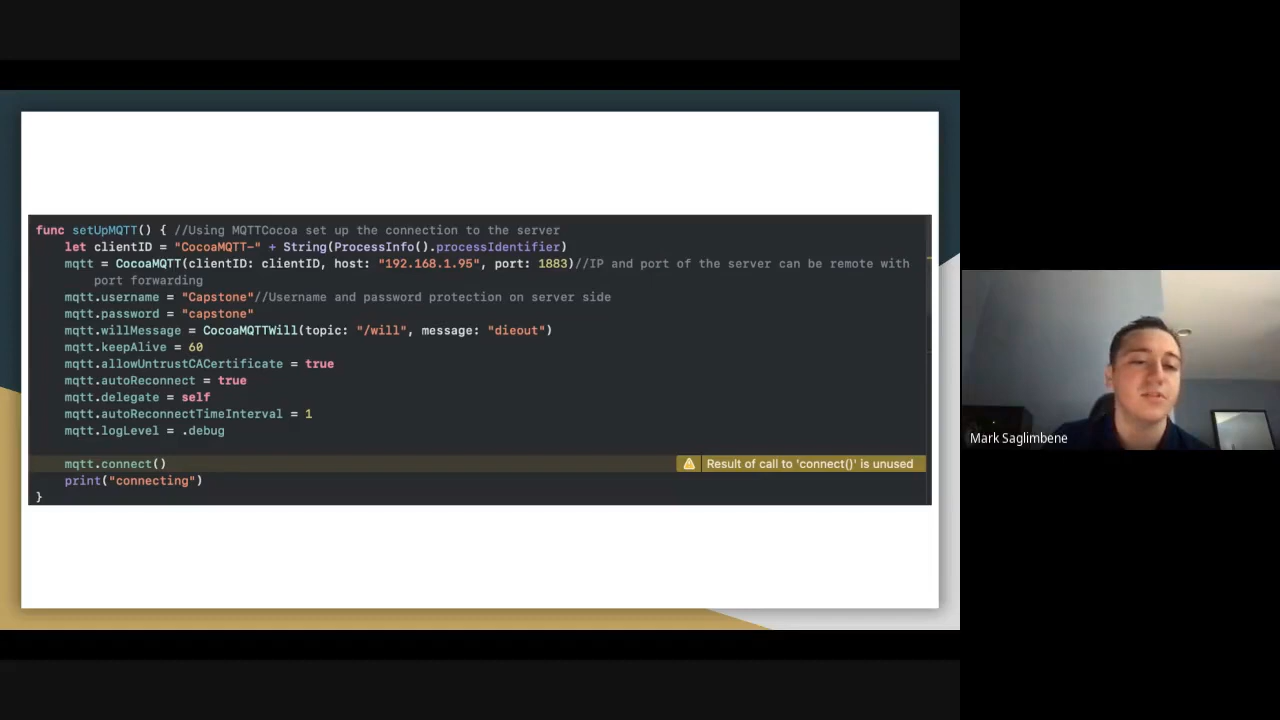 func setUpMQTT() { //Using MQTTCocoa set up the connection to the server
let clientID = "CocoaMQTT-" + String(ProcessInfo().processIdentifier)
mqtt = CocoaMQTT(clientID: clientID, host: "192.168.1.95", port: 1883)//IP and port of the server can be remote with
port forwarding
mqtt.username = "Capstone"//Username and password protection on server side
mqtt.password = "capstone"
mqtt.willMessage = CocoaMQTTWill(topic: "/will", message: "dieout")
mqtt.keepAlive = 60
mqtt.allowUntrustCACertificate = true
mqtt.autoReconnect = true
mqtt.delegate = self
mqtt.autoReconnectTimeInterval = 1
mqtt.logLevel = .debug
mqtt.connect()
Result of call to 'connect()' is unused
print("connecting")
}
Mark Saglimbene